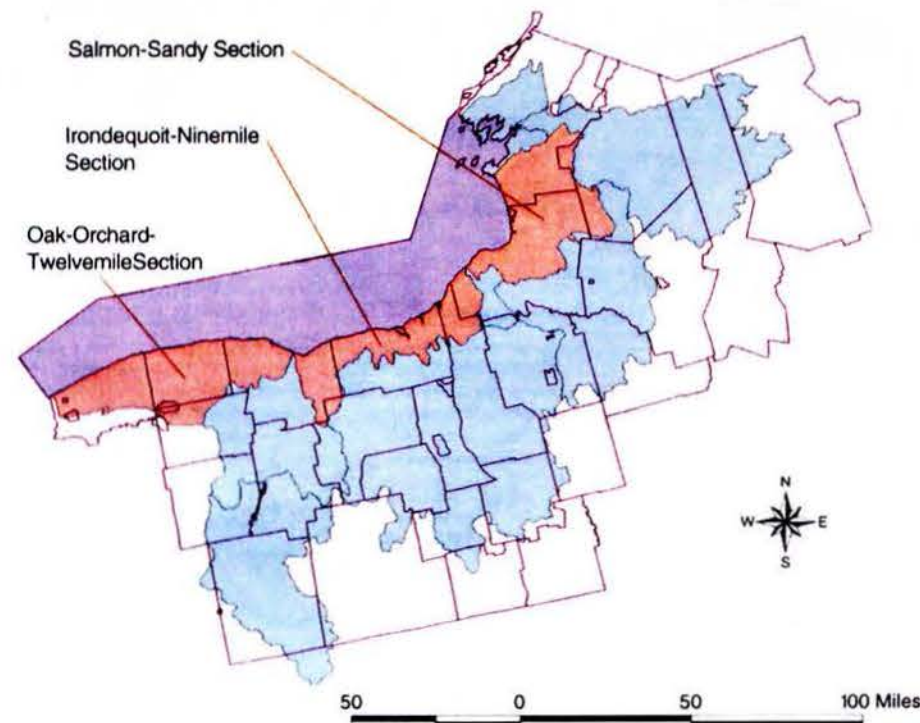 Salmon-Sandy Section
Irondequoit-Ninemile
Section
Oak-Orchard-
TwelvemileSection
N
W E
S
50 0 50 100 Miles